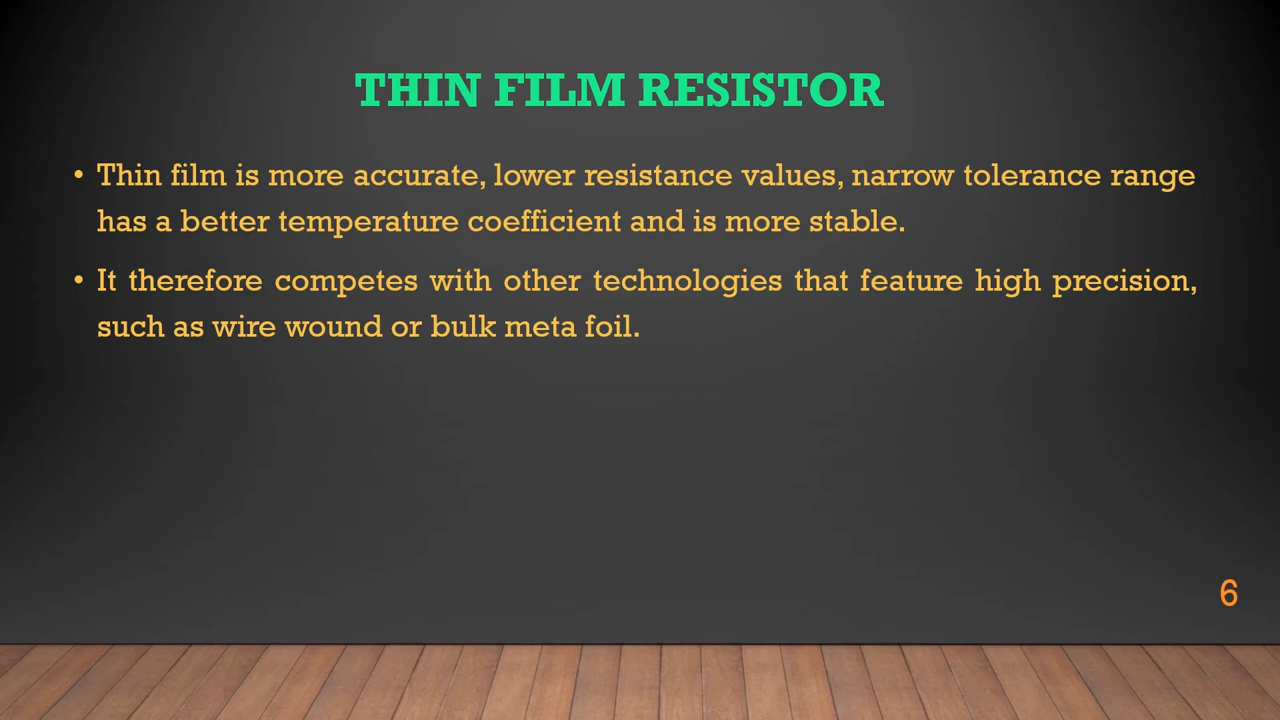 THIN FILM RESISTOR
• Thin film is more accurate, lower resistance values, narrow tolerance range
has a better temperature coefficient and is more stable.
• It therefore competes with other technologies that feature high precision,
such as wire wound or bulk meta foil.
6